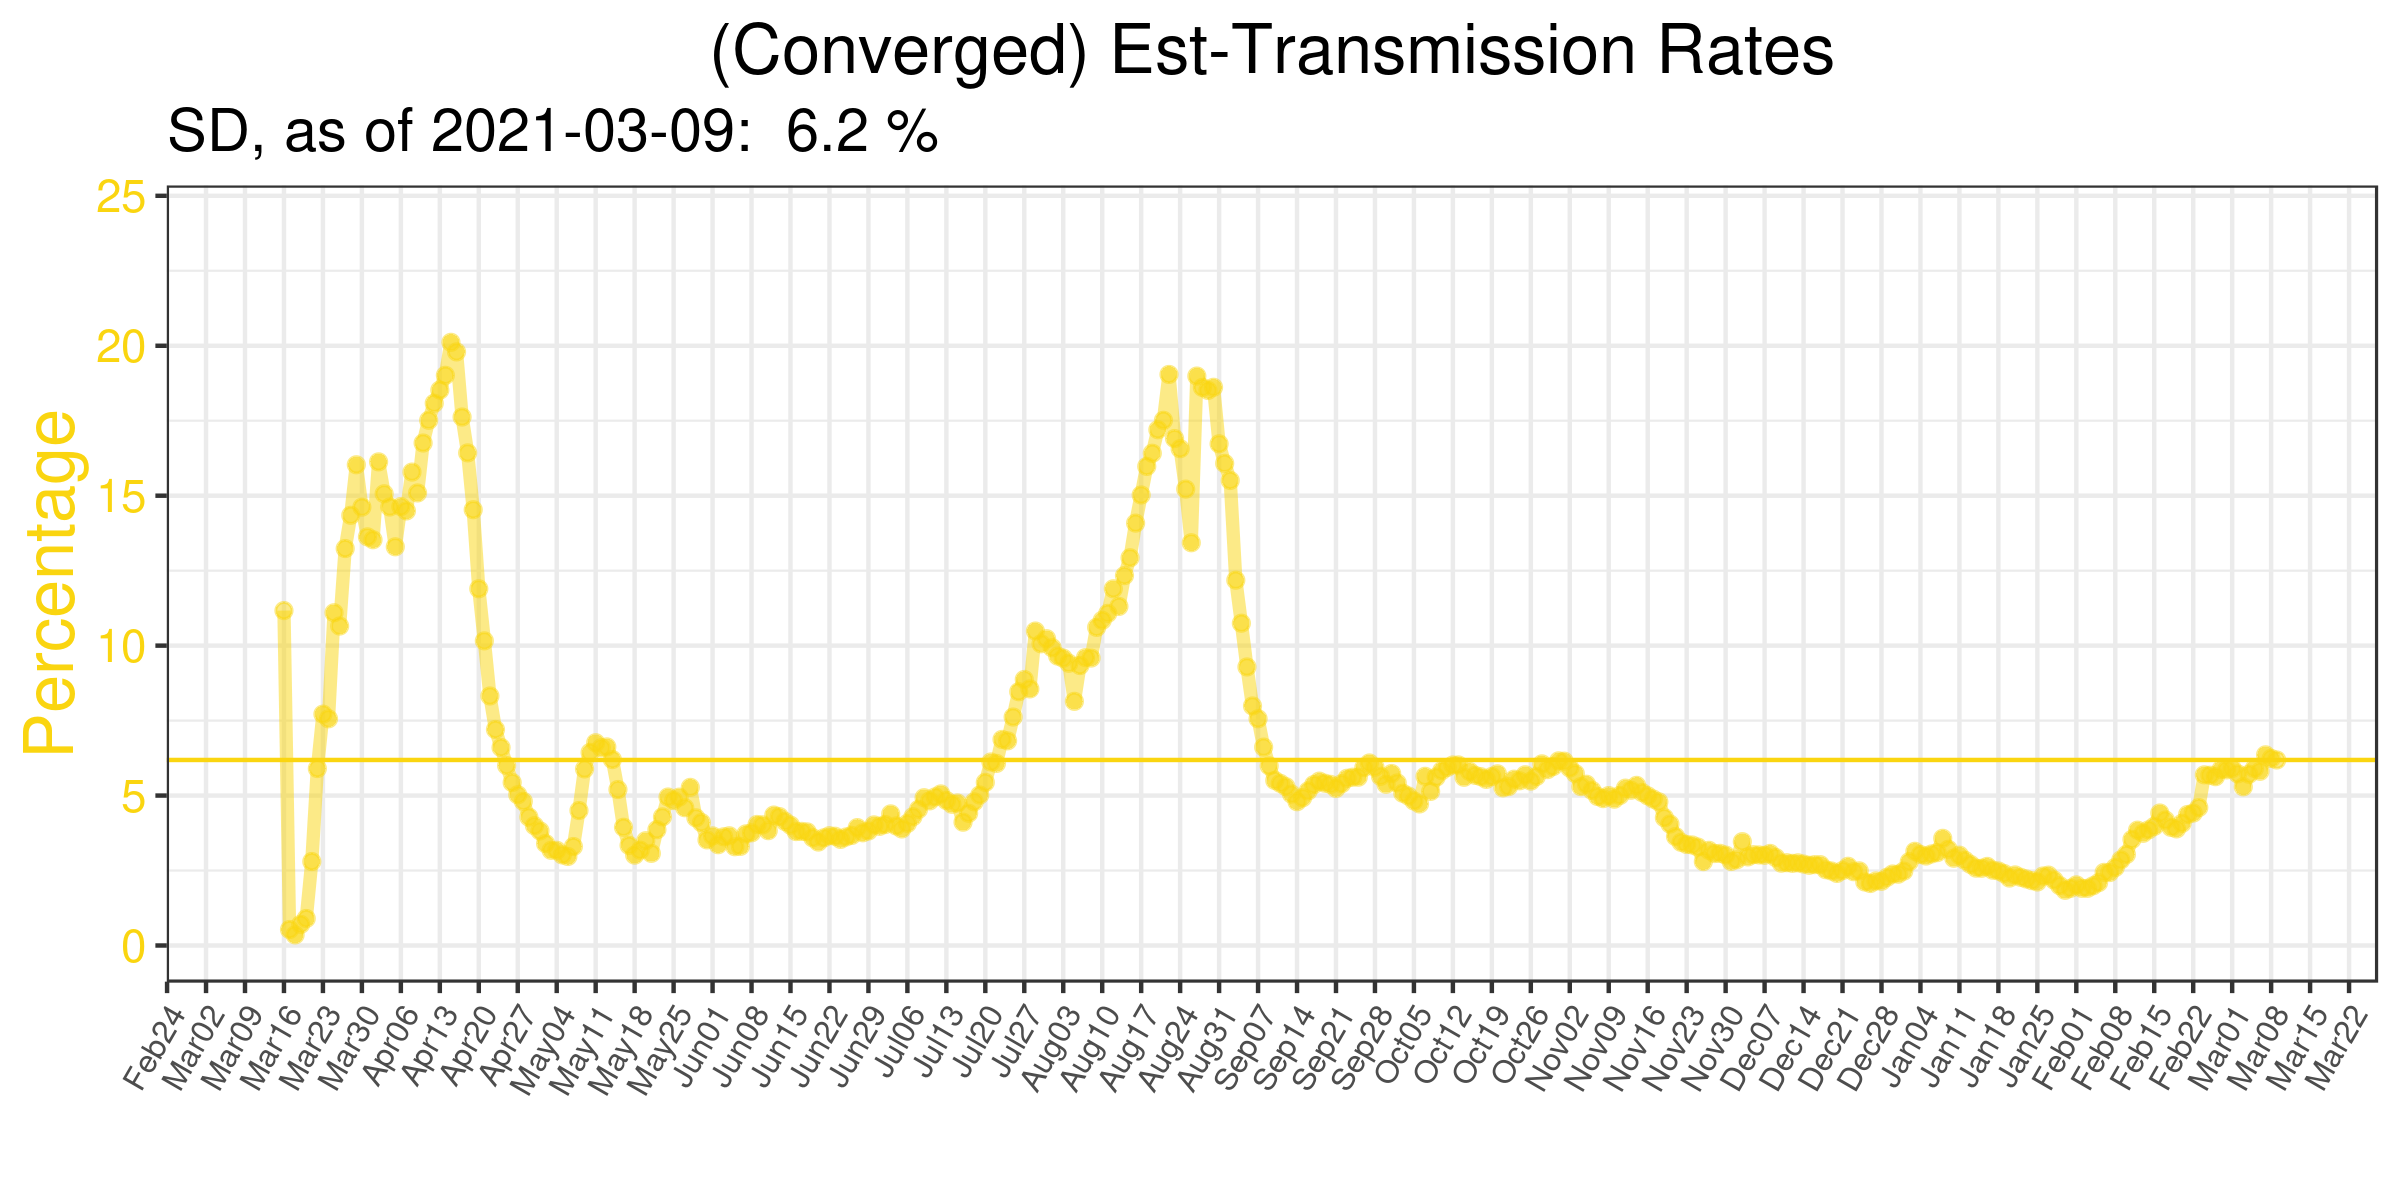 (Converged) Est-Transmission Rates
SD, as of 2021-03-09:  6.2 %
Percentage
25
20
15
10
5
0
Feb24
Mar02
Mar09
Mar16
Mar23
Mar30
Apr06
Apr13
Apr20
Apr27
May04
May11
May18
May25
Jun01
Jun08
Jun15
Jun22
Jun29
Jul06
Jul13
Jul20
Jul27
Aug03
Aug10
Aug17
Aug24
Aug31
Sep07
Sep14
Sep21
Sep28
Oct05
Oct12
Oct19
Oct26
Nov02
Nov09
Nov16
Nov23
Nov30
Dec07
Dec14
Dec21
Dec28
Jan04
Jan11
Jan18
Jan25
Feb01
Feb08
Feb15
Feb22
Mar01
Mar08
Mar15
Mar22